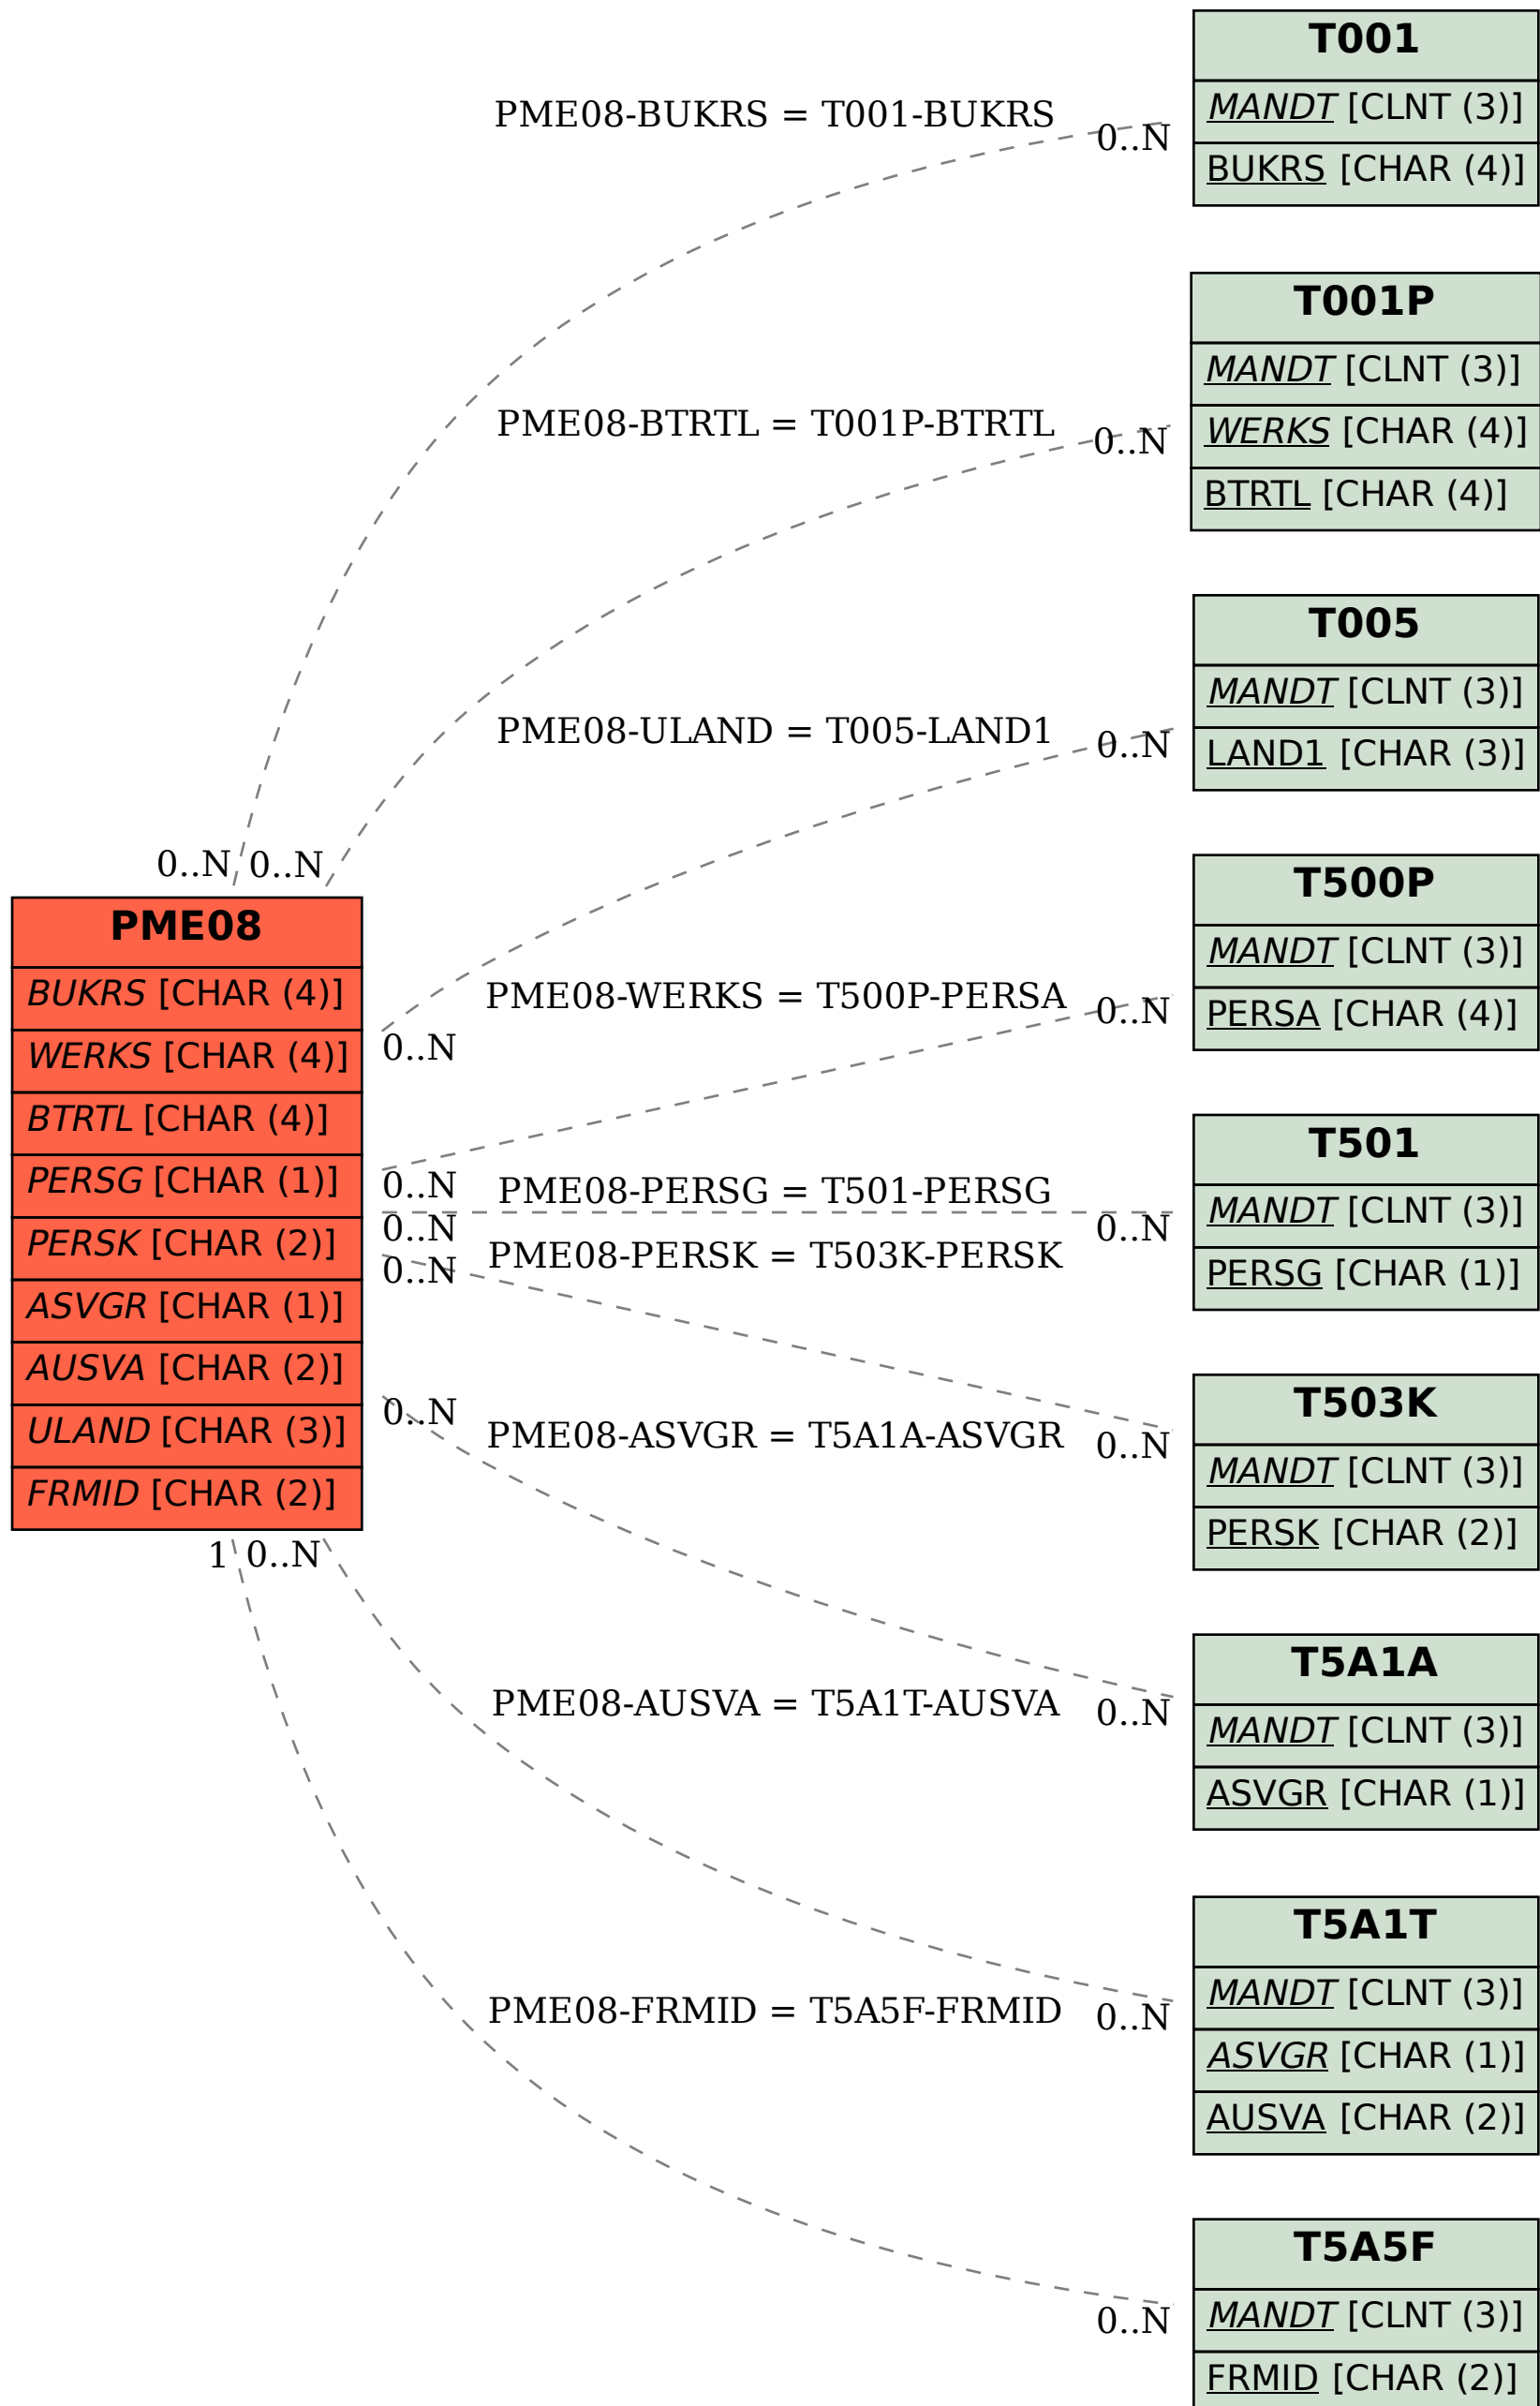 T001
MANDT [CLNT (3)]
BUKRS [CHAR (4)]
PME08-BUKRS = T001-BUKRS
0..N
T001P
MANDT [CLNT (3)]
WERKS [CHAR (4)]
BTRTL [CHAR (4)]
PME08-BTRTL = T001P-BTRTL
0..N
T005
MANDT [CLNT (3)]
LAND1 [CHAR (3)]
PME08-ULAND = T005-LAND1
0..N
0..N 0..N
PME08
BUKRS [CHAR (4)]
WERKS [CHAR (4)]
BTRTL [CHAR (4)]
PERSG [CHAR (1)]
PERSK [CHAR (2)]
ASVGR [CHAR (1)]
AUSVA [CHAR (2)]
ULAND [CHAR (3)]
FRMID [CHAR (2)]
T500P
MANDT [CLNT (3)]
PERSA [CHAR (4)]
PME08-WERKS = T500P-PERSA
0..N
0..N
T501
MANDT [CLNT (3)]
PERSG [CHAR (1)]
0..N
PME08-PERSG = T501-PERSG
0..N
0..N
0..N
PME08-PERSK = T503K-PERSK
T503K
MANDT [CLNT (3)]
PERSK [CHAR (2)]
0..N
0..N
PME08-ASVGR = T5A1A-ASVGR
1 0..N
T5A1A
MANDT [CLNT (3)]
ASVGR [CHAR (1)]
PME08-AUSVA = T5A1T-AUSVA
0..N
T5A1T
MANDT [CLNT (3)]
ASVGR [CHAR (1)]
AUSVA [CHAR (2)]
PME08-FRMID = T5A5F-FRMID
0..N
T5A5F
MANDT [CLNT (3)]
FRMID [CHAR (2)]
0..N